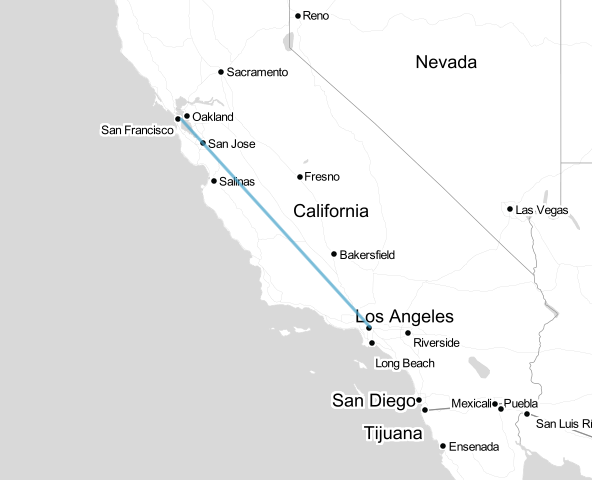 Reno
Nevada
Sacramento
Oakland
San Francisco
San Jose
Fresno
Salinas
California
Las Vegas
Bakersfield
Los Angeles
Riverside
Long Beach
San Diego
Mexicali
Puebla
San Luis Rí
Tijuana
Ensenada